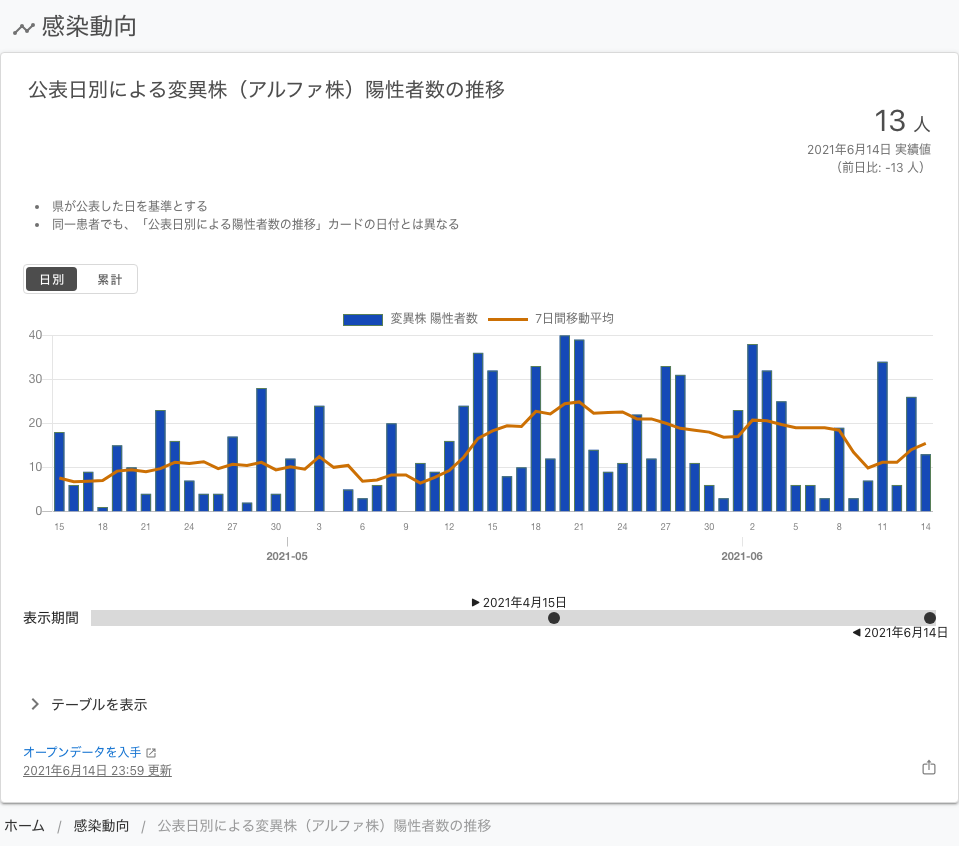 感染動向
公表日別による変異株（アルファ株）陽性者数の推移
13 人
2021年6月14日 実績値
（前日比: -13 人）
県が公表した日を基準とする
同一患者でも、「公表日別による陽性者数の推移」カードの日付とは異なる
日別 累計
変異株 陽性者数 7日間移動平均
40
30
20
10
0
15 18 21 24 27 30 3 6 9 12 15 18 21 24 27 30 2 5 8 11 14
2021-05 2021-06
2021年4月15日
表示期間
2021年6月14日
テーブルを表示
オープンデータを入手
2021年6月14日 23:59 更新
ホーム / 感染動向 / 公表日別による変異株（アルファ株）陽性者数の推移